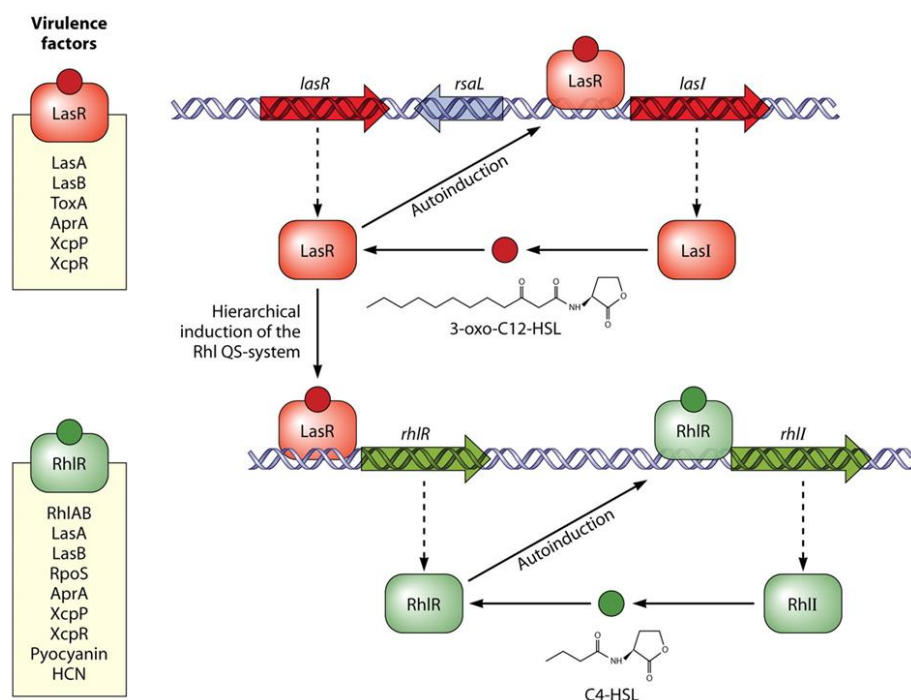 Virulence
factors
LasR
LasA
LasB
ToxA
AprA
XcpP
XcpR
lasR
rsaL
LasR
lasI
Autoinduction
LasR
LasI
3-oxo-C12-HSL
O
O
NH
O
O
Hierarchical
induction of the
Rhl QS-system
LasR
rhlR
RhlR
rhlI
RhlR
RhlAB
LasA
LasB
RpoS
AprA
XcpP
XcpR
Pyocyanin
HCN
Autoinduction
RhlR
RhlI
O
NH
O
O
C4-HSL